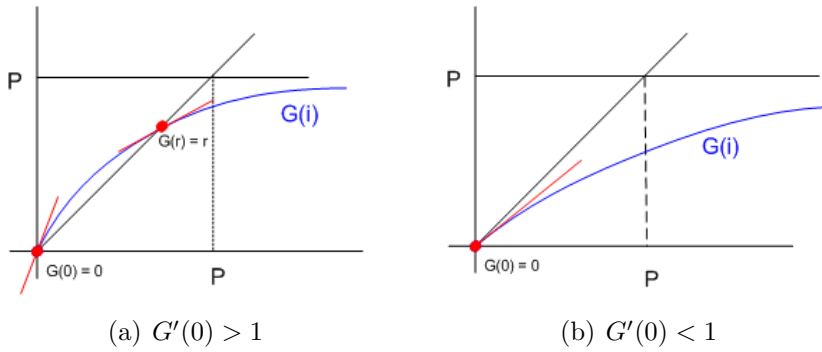 P
G(i)
G(r) = r
G(0) = 0
P
(a) G′(0) > 1
P
G(i)
G(0) = 0
P
(b) G′(0) < 1